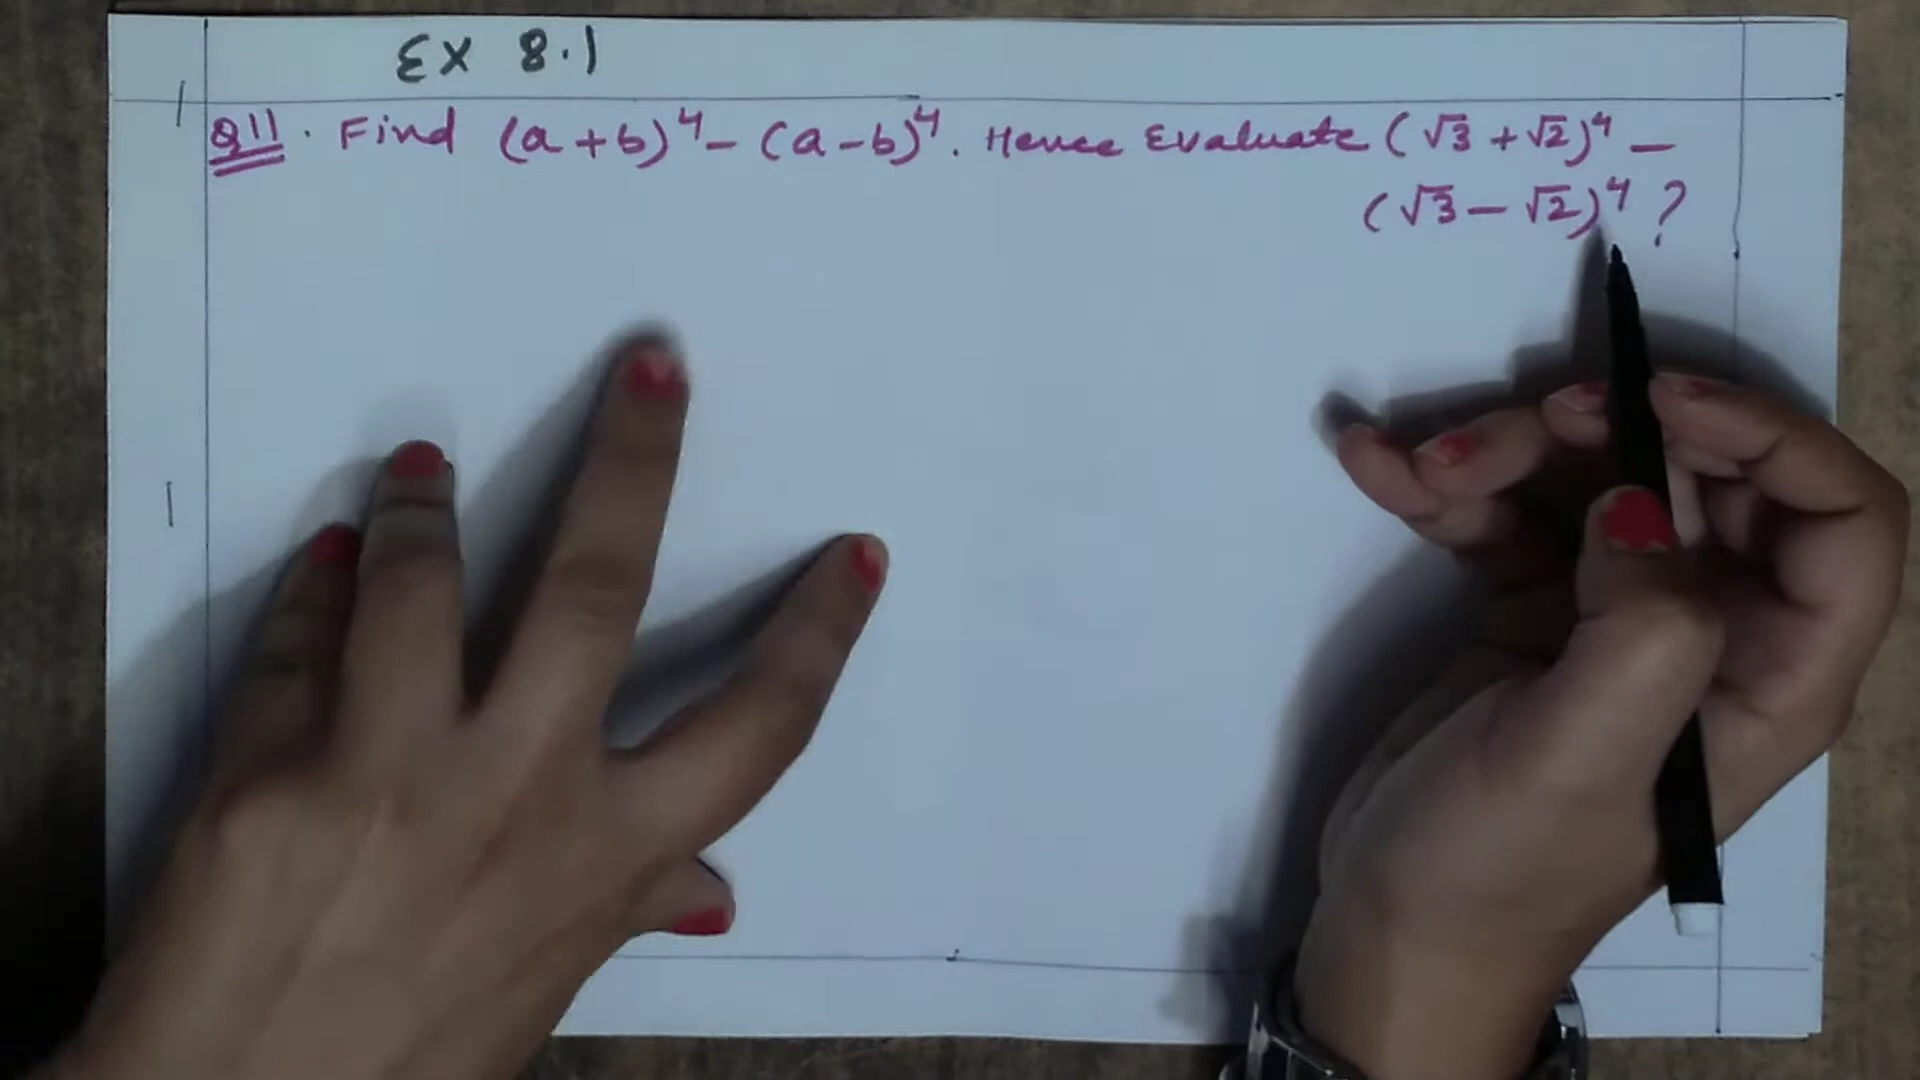 Ex 8.1
Q11. Find (a+b)⁴ - (a-b)⁴. Hence Evaluate (√3 + √2)⁴ -
(√3 - √2)⁴ ?